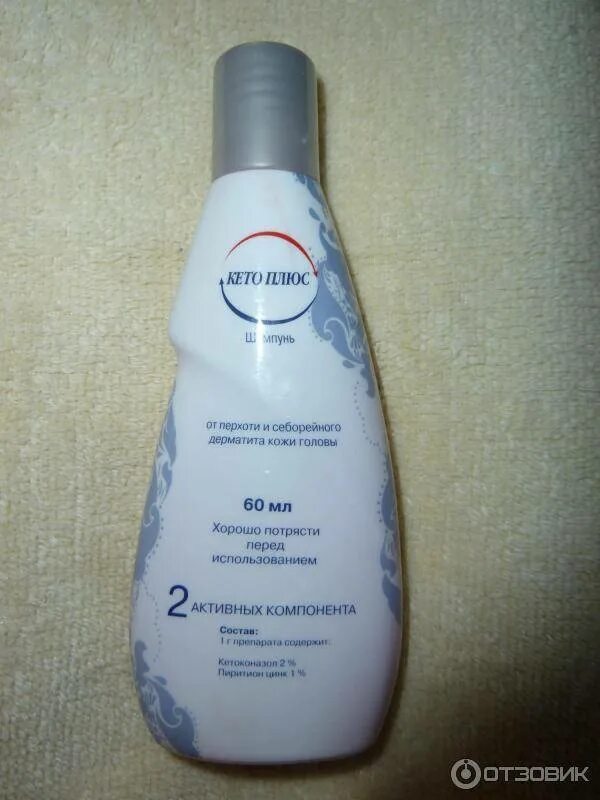 КЕТО ПЛЮС
Шампунь
от перхоти и себорейного
дерматита кожи головы
60 мл
Хорошо потрясти
перед
использованием
2 АКТИВНЫХ КОМПОНЕНТА
Состав:
1 г препарата содержит:
Кетоконазол 2 %
Пиритион цинк 1 %
ОТЗОВИК